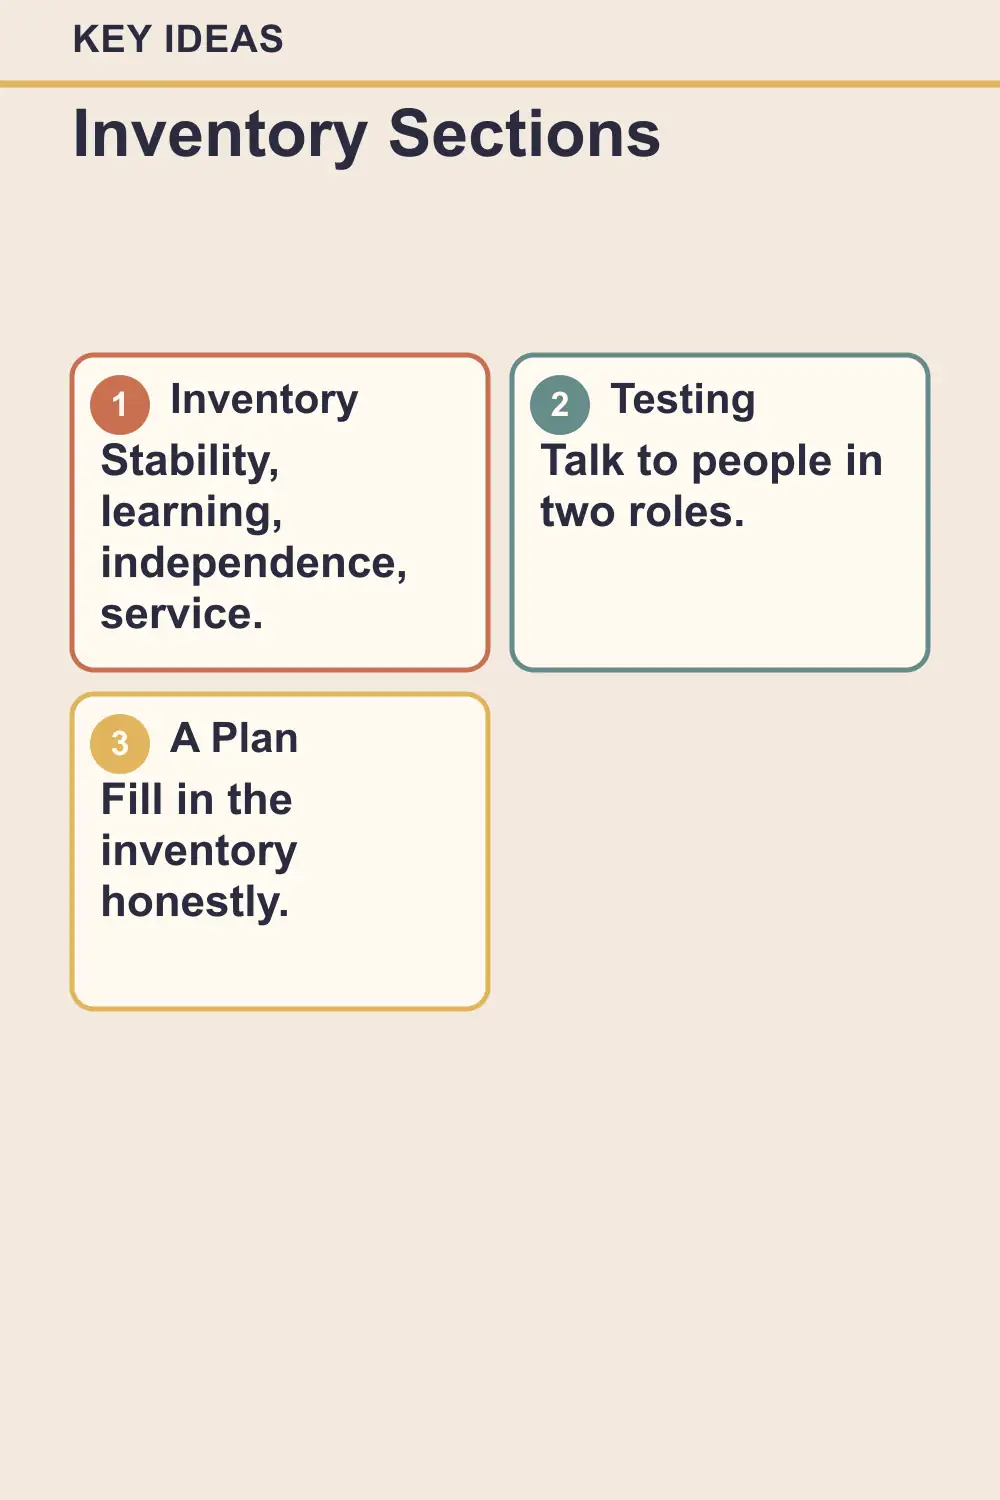 KEY IDEAS
Inventory Sections
1 Inventory
Stability,
learning,
independence,
service.
2 Testing
Talk to people in
two roles.
3 A Plan
Fill in the
inventory
honestly.